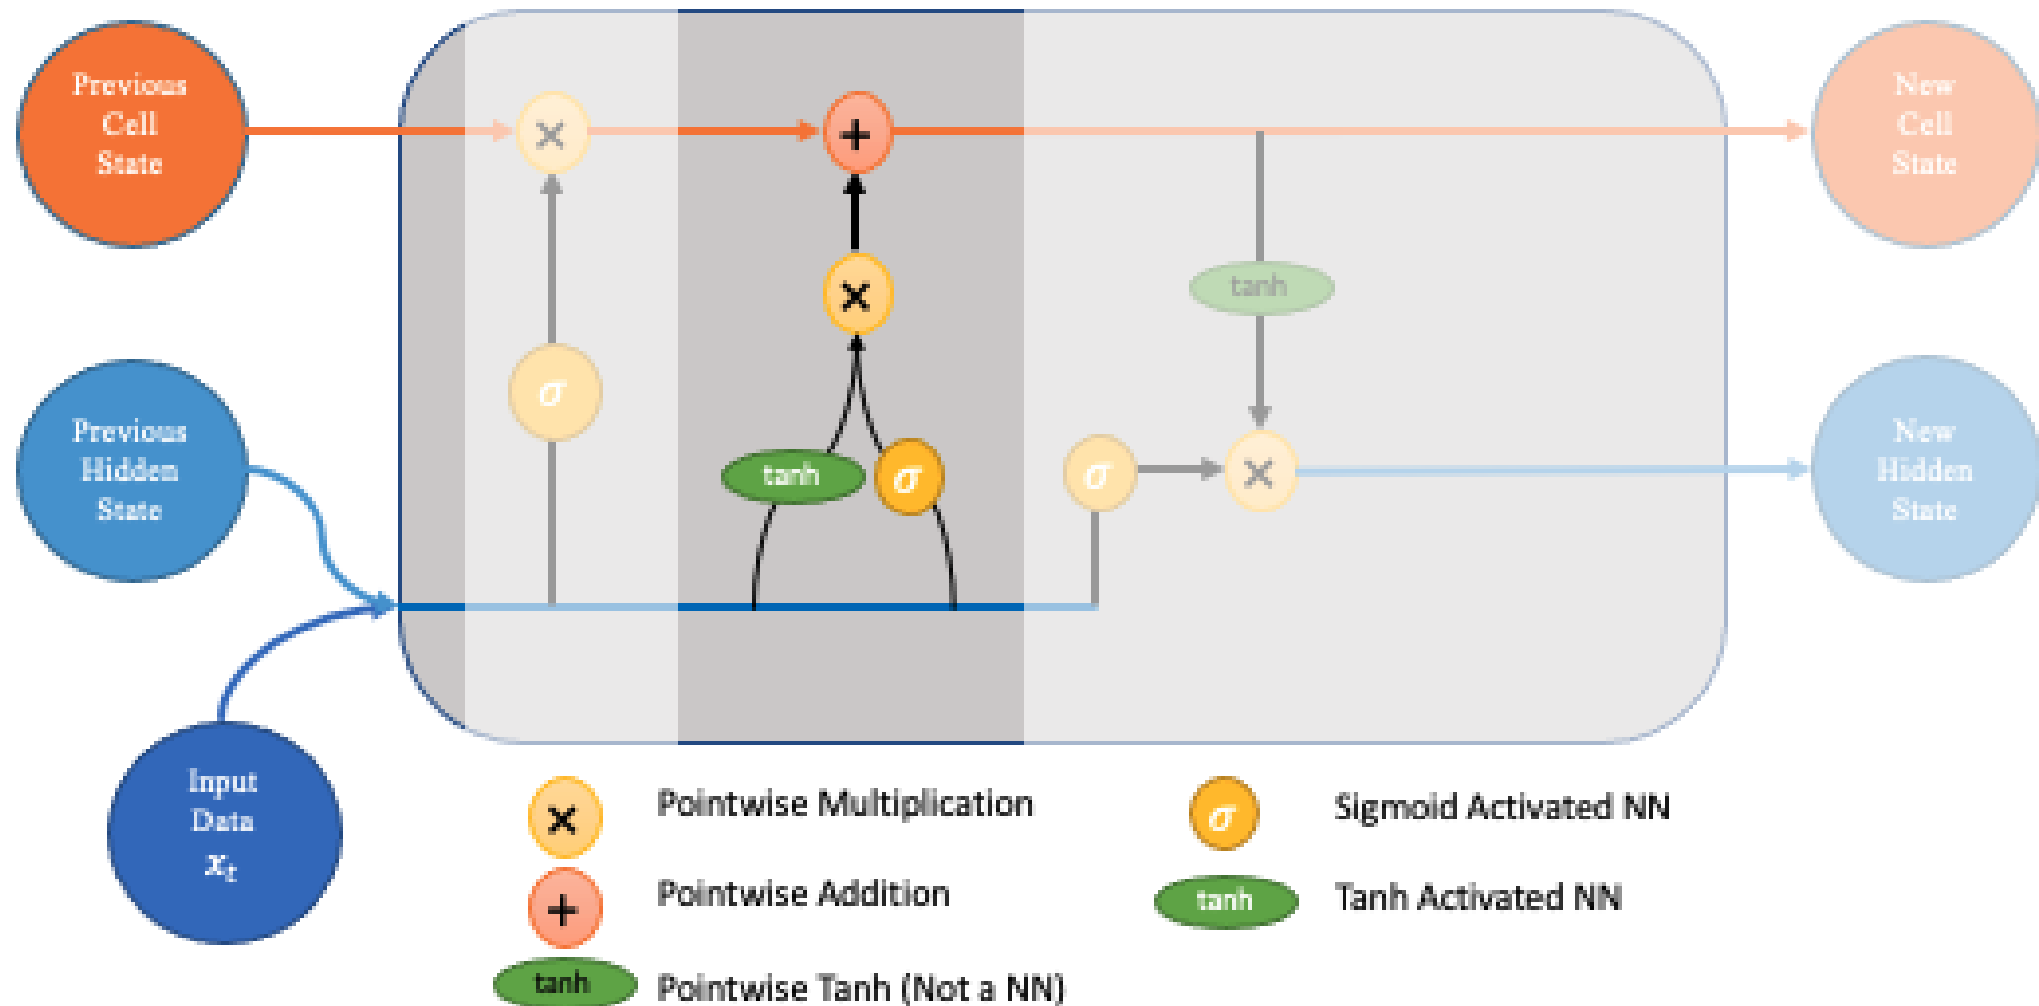 Previous
Cell
State
×
+
New
Cell
State
×
tanh
σ
Previous
Hidden
State
tanh
σ
σ
×
New
Hidden
State
Input
Data
xₜ
×
Pointwise Multiplication
σ
Sigmoid Activated NN
+
Pointwise Addition
tanh
Tanh Activated NN
tanh
Pointwise Tanh (Not a NN)